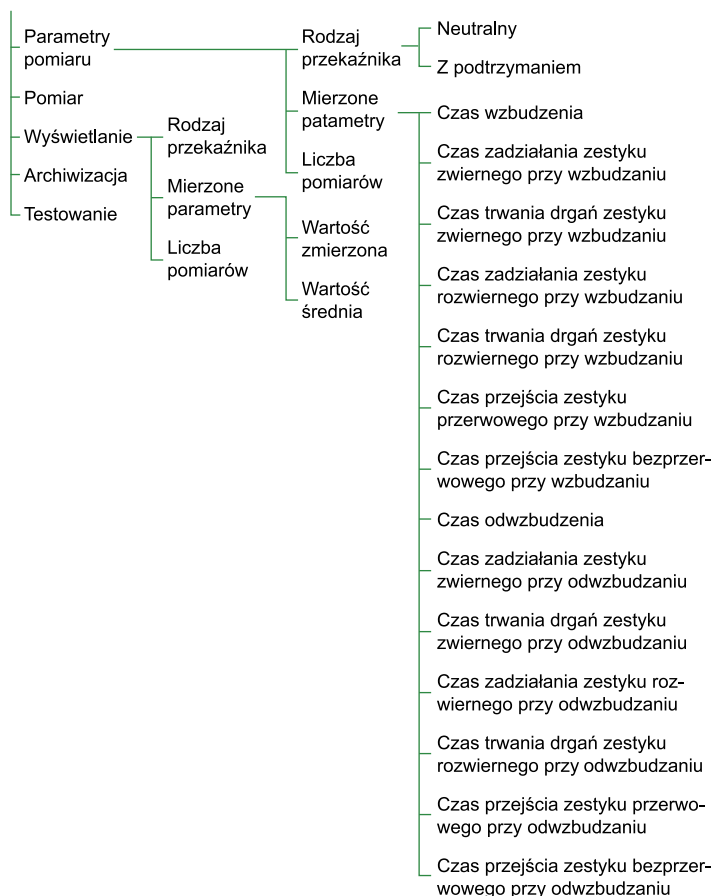 Parametry
pomiaru
Pomiar
Wyświetlanie
Archiwizacja
Testowanie
Rodzaj
przekaźnika
Mierzone
parametry
Liczba
pomiarów
Wartość
zmierzona
Wartość
średnia
Rodzaj
przekaźnika
Mierzone
patametry
Liczba
pomiarów
Neutralny
Z podtrzymaniem
Czas wzbudzenia
Czas zadziałania zestyku
zwiernego przy wzbudzaniu
Czas trwania drgań zestyku
zwiernego przy wzbudzaniu
Czas zadziałania zestyku
rozwiernego przy wzbudzaniu
Czas trwania drgań zestyku
rozwiernego przy wzbudzaniu
Czas przejścia zestyku
przerwowego przy wzbudzaniu
Czas przejścia zestyku bezprzer-
wowego przy wzbudzaniu
Czas odwzbudzenia
Czas zadziałania zestyku
zwiernego przy odwzbudzaniu
Czas trwania drgań zestyku
zwiernego przy odwzbudzaniu
Czas zadziałania zestyku roz-
wiernego przy odwzbudzaniu
Czas trwania drgań zestyku
rozwiernego przy odwzbudzaniu
Czas przejścia zestyku przerwo-
wego przy odwzbudzaniu
Czas przejścia zestyku bezprzer-
wowego przy odwzbudzaniu